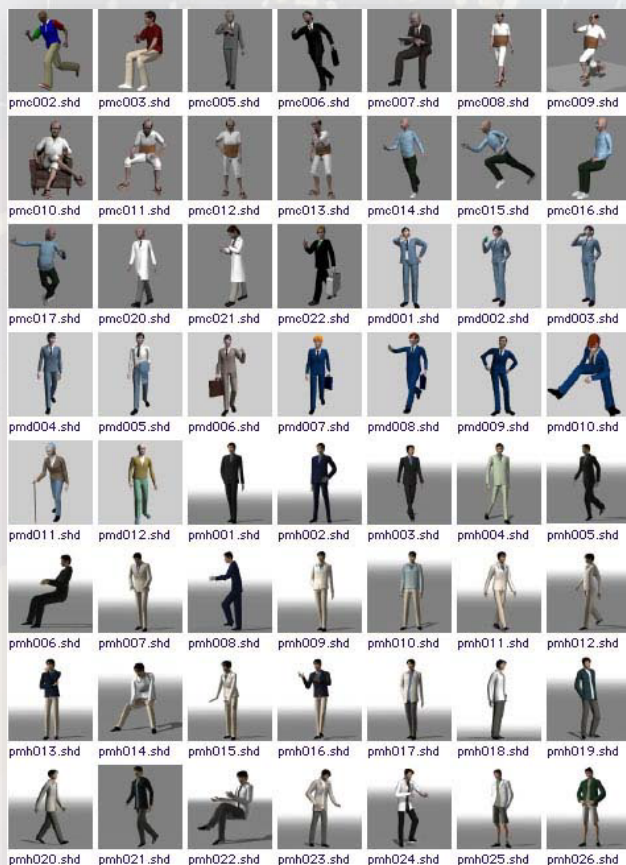 pmc002.shd pmc003.shd pmc005.shd pmc006.shd pmc007.shd pmc008.shd pmc009.shd
pmc010.shd pmc011.shd pmc012.shd pmc013.shd pmc014.shd pmc015.shd pmc016.shd
pmc017.shd pmc020.shd pmc021.shd pmc022.shd pmd001.shd pmd002.shd pmd003.shd
pmd004.shd pmd005.shd pmd006.shd pmd007.shd pmd008.shd pmd009.shd pmd010.shd
pmd011.shd pmd012.shd pmh001.shd pmh002.shd pmh003.shd pmh004.shd pmh005.shd
pmh006.shd pmh007.shd pmh008.shd pmh009.shd pmh010.shd pmh011.shd pmh012.shd
pmh013.shd pmh014.shd pmh015.shd pmh016.shd pmh017.shd pmh018.shd pmh019.shd
pmh020.shd pmh021.shd pmh022.shd pmh023.shd pmh024.shd pmh025.shd pmh026.shd